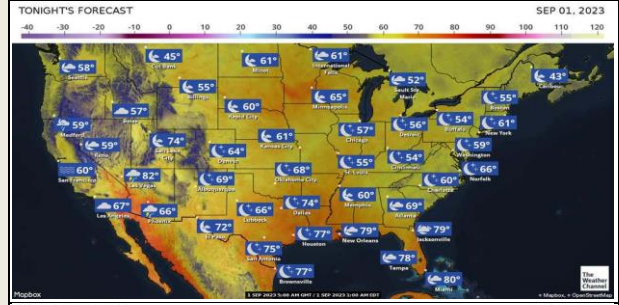 TONIGHT'S FORECAST
SEP 01, 2023
-40 -30 -20 -10 0 10 20 30 40 50 60 70 80 90 100 110 120
45°
Cut Bank
61°
Minot
61°
International Falls
58°
Seattle
52°
Sault Ste Marie
43°
Caribou
55°
Billings
65°
Minneapolis
55°
Boston
57°
Boise
60°
Rapid City
54°
Buffalo
61°
New York
59°
Medford
56°
Detroit
57°
Chicago
59°
Reno
74°
Salt Lake City
61°
Kansas City
59°
Washington
64°
Denver
55°
St. Louis
54°
Cincinnati
60°
San Francisco
82°
Las Vegas
69°
Albuquerque
68°
Oklahoma City
66°
Norfolk
60°
Charlotte
60°
Memphis
67°
Los Angeles
66°
Phoenix
66°
Lubbock
74°
Dallas
69°
Atlanta
72°
El Paso
77°
Houston
79°
New Orleans
79°
Jacksonville
75°
San Antonio
78°
Tampa
77°
Brownsville
80°
Miami
The
Weather
Channel
Mapbox
1 SEP 2023 5:00 AM GMT / 1 SEP 2023 1:00 AM EDT
© Mapbox, © OpenStreetMap